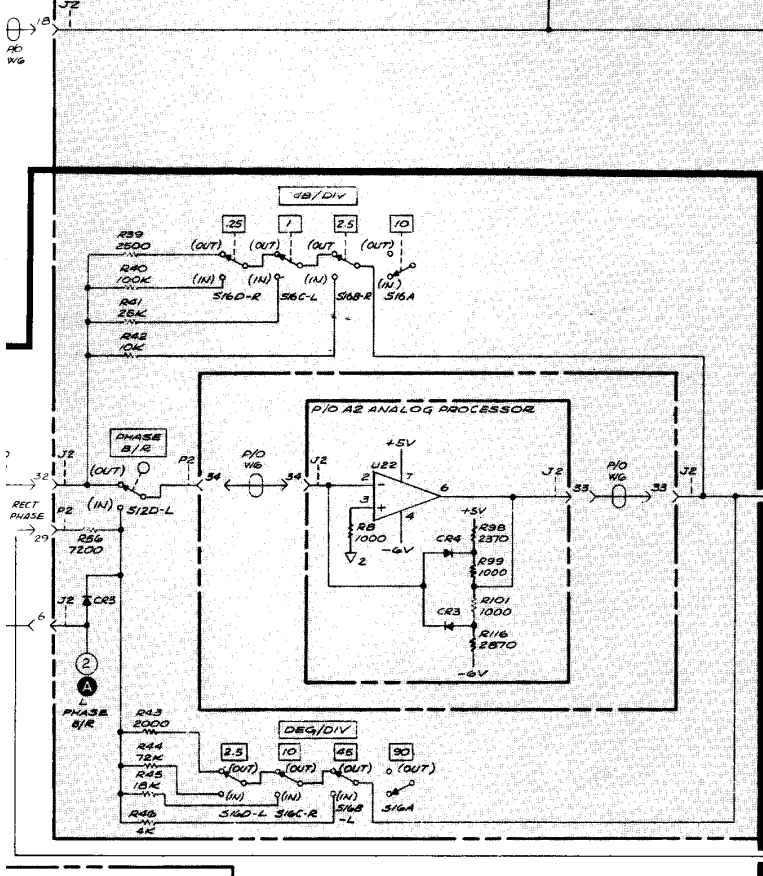 J2
18
P/O
W6
dB/DIV
.25 1 2.5 10
R39
2500
(OUT) (OUT) (OUT) (OUT)
R40
100K
(IN) (IN) (IN) (IN)
S16D-R S16C-L S16B-R S16A
R41
25K
R42
10K
P/O A2 ANALOG PROCESSOR
PHASE
B/R
+5V
J2 P2 P/O W6 J2 U22 J2 P/O W6 J2
32 (OUT) 34 34 2 7 6 33 33
(IN) S12D-L
3 4
+5V
RECT
PHASE
P2
29
R56
7200
R8
1000
2
-6V
R98
2370
CR4
R99
1000
R101
1000
CR3
R116
2870
-6V
J2
6
CR3
2
A
L
PHASE
B/R
R43
2000
DEG/DIV
2.5 10 45 90
R44
72K
(OUT) (OUT) (OUT) (OUT)
R45
18K
(IN) (IN) (IN)
S16D-L S16C-R S16B
-L S16A
R46
4K